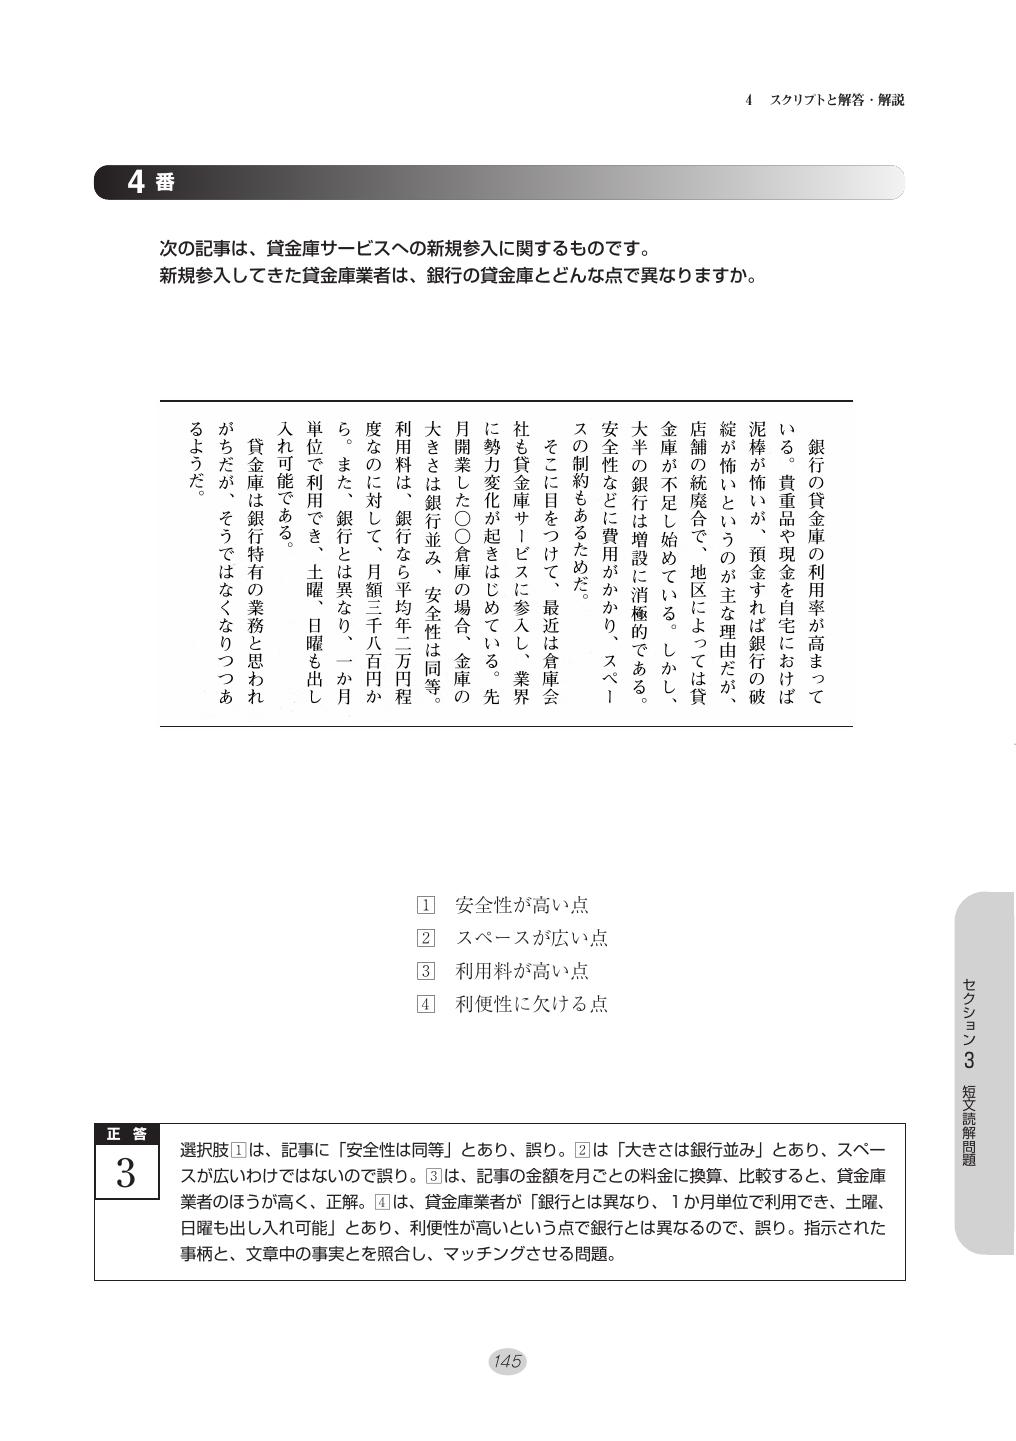 4 スクリプトと解答・解説
4 番
次の記事は、貸金庫サービスへの新規参入に関するものです。
新規参入してきた貸金庫業者は、銀行の貸金庫とどんな点で異なりますか。
銀行の貸金庫の利用率が高まって
いる。貴重品や現金を自宅におけば
泥棒が怖いが、預金すれば銀行の破
綻が怖いというのが主な理由だが、
店舗の統廃合で、地区によっては貸
金庫が不足し始めている。しかし、
大半の銀行は増設に消極的である。
安全性などに費用がかかり、スペー
スの制約もあるためだ。
そこに目をつけて、最近は倉庫会
社も貸金庫サービスに参入し、業界
に勢力変化が起きはじめている。先
月開業した〇〇倉庫の場合、金庫の
大きさは銀行並み、安全性は同等。
利用料は、銀行なら平均年二万円程
度なのに対して、月額三千八百円か
ら。また、銀行とは異なり、一か月
単位で利用でき、土曜、日曜も出し
入れ可能である。
貸金庫は銀行特有の業務と思われ
がちだが、そうではなくなりつつあ
るようだ。
1 安全性が高い点
2 スペースが広い点
3 利用料が高い点
4 利便性に欠ける点
セクション3 短文読解問題
正 答
3
選択肢1は、記事に「安全性は同等」とあり、誤り。2は「大きさは銀行並み」とあり、スペー
スが広いわけではないので誤り。3は、記事の金額を月ごとの料金に換算、比較すると、貸金庫
業者のほうが高く、正解。4は、貸金庫業者が「銀行とは異なり、1か月単位で利用でき、土曜、
日曜も出し入れ可能」とあり、利便性が高いという点で銀行とは異なるので、誤り。指示された
事柄と、文章中の事実とを照合し、マッチングさせる問題。
145